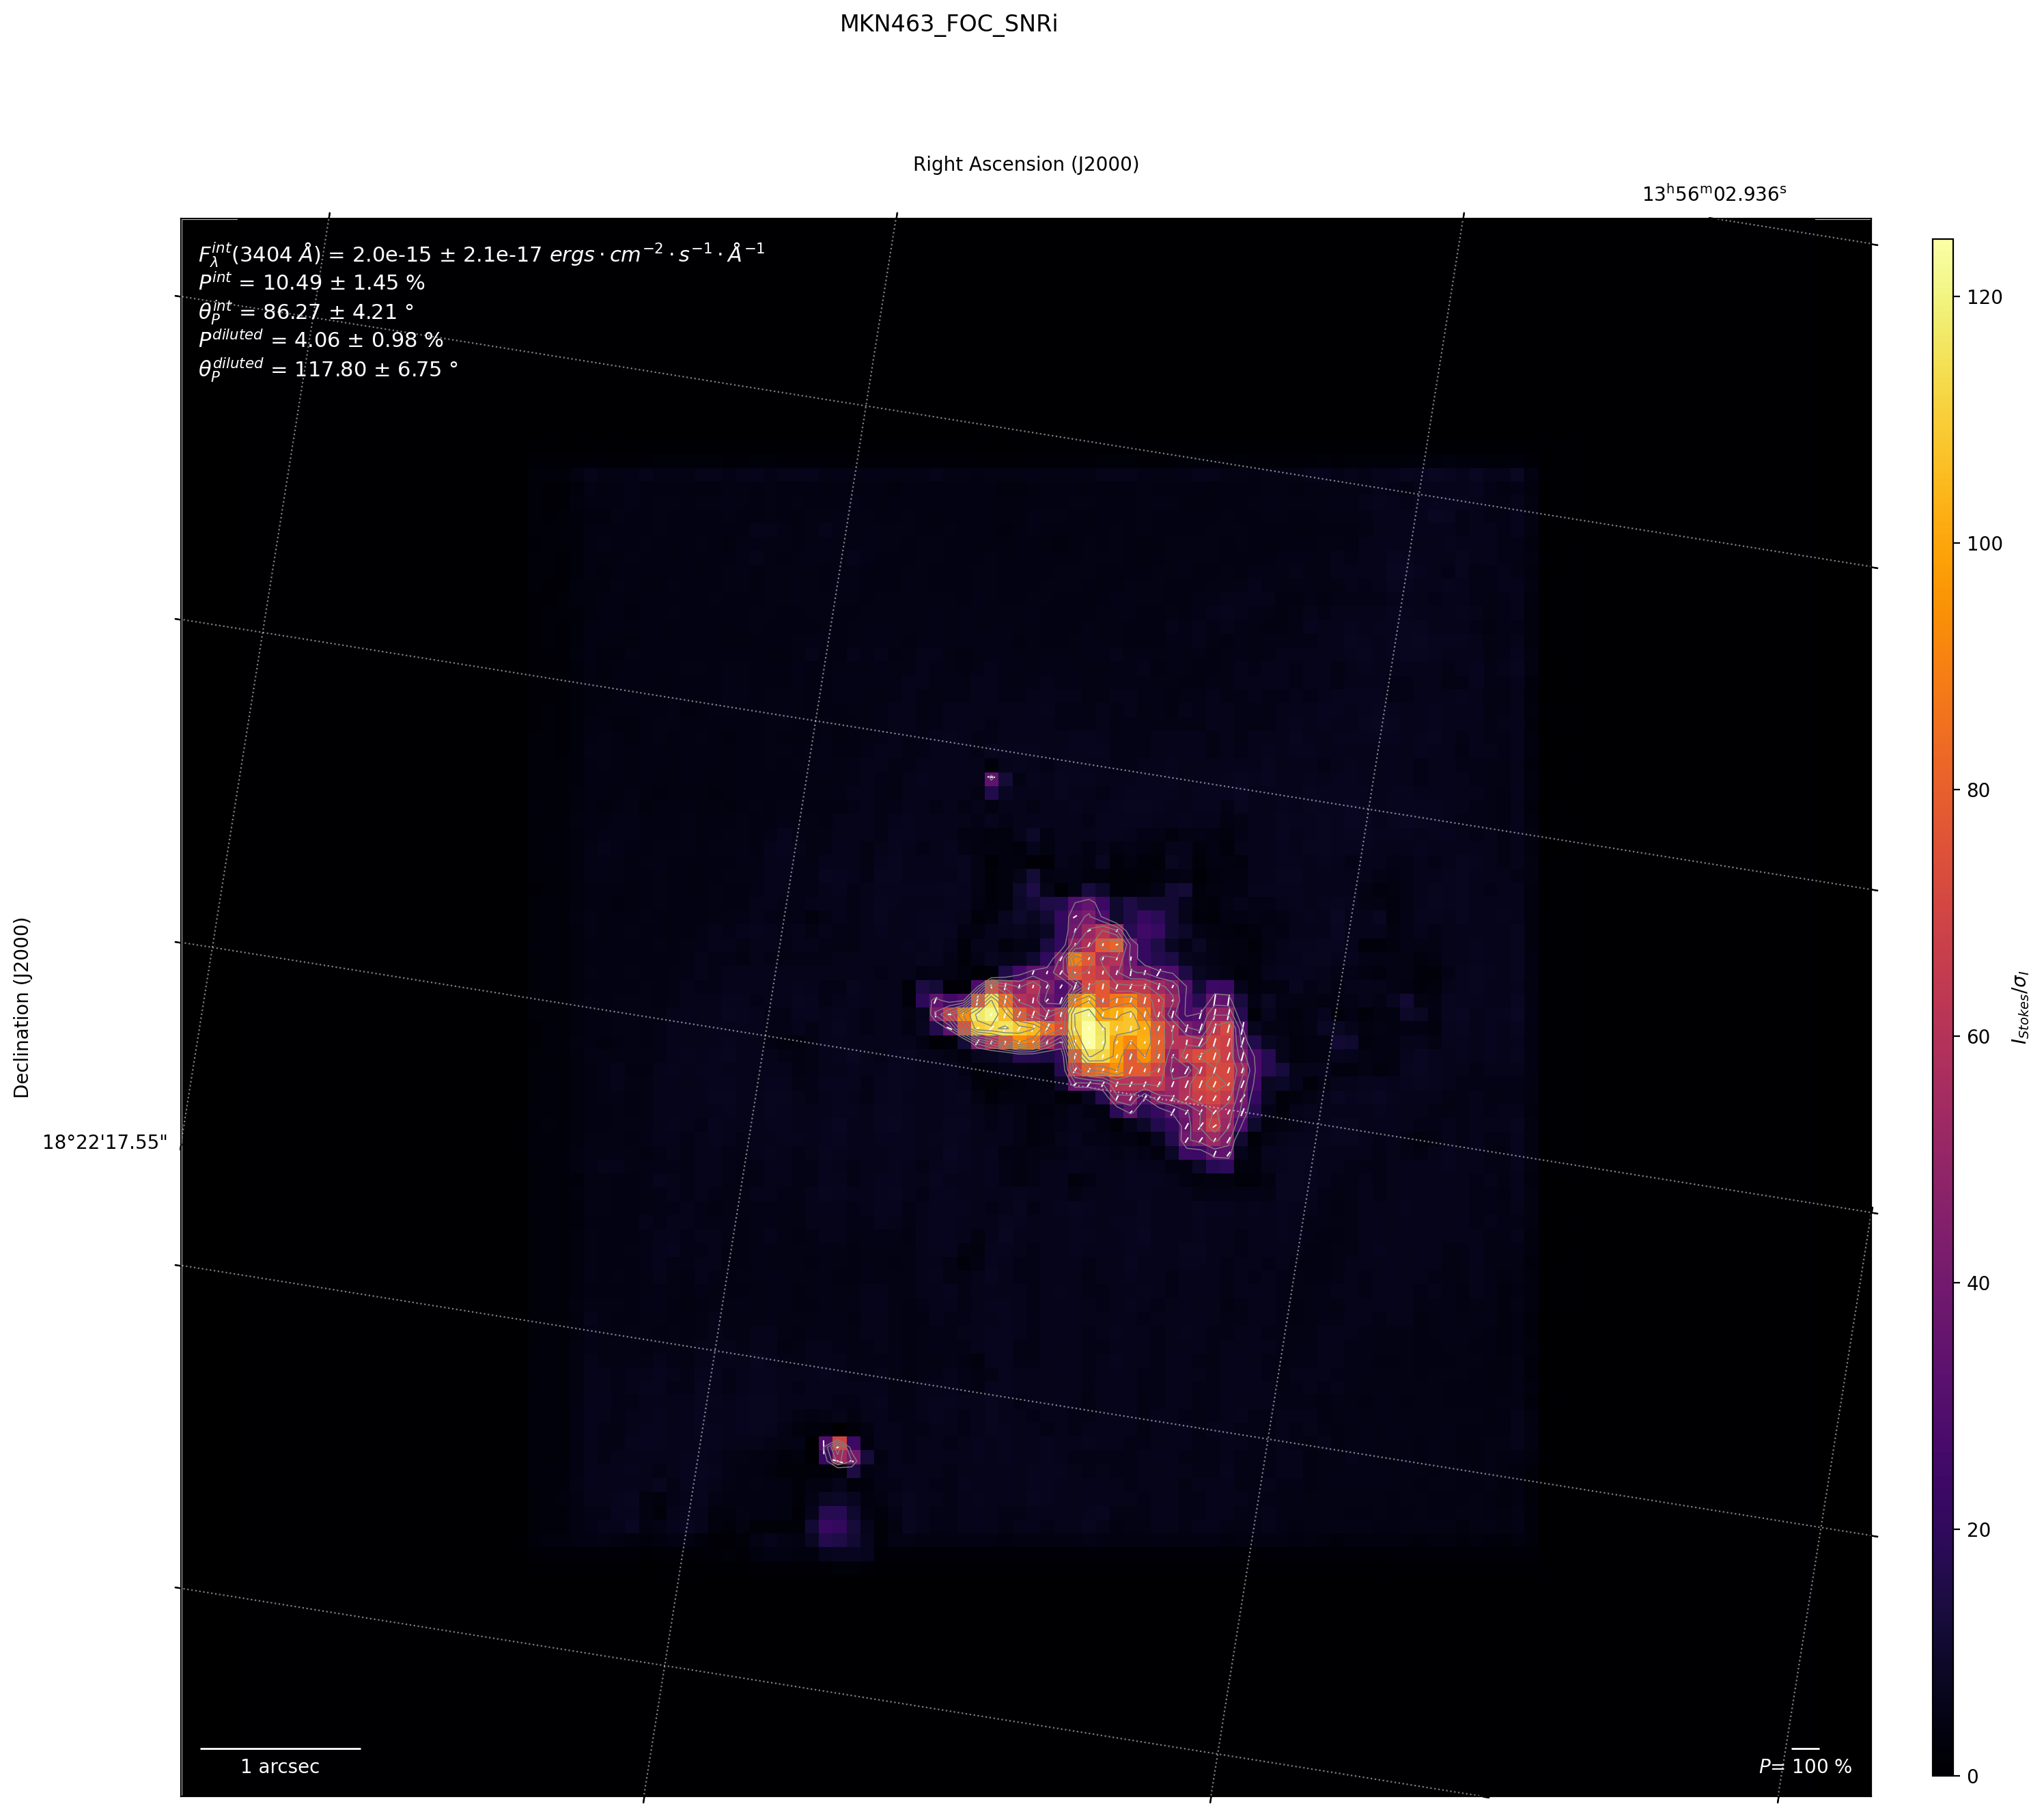 MKN463_FOC_SNRi
Right Ascension (J2000)
13ʰ56ᵐ02.936ˢ
F_λ^int(3404 Å) = 2.0e-15 ± 2.1e-17 ergs · cm⁻² · s⁻¹ · Å⁻¹
P^int = 10.49 ± 1.45 %
θ_P^int = 86.27 ± 4.21 °
P^diluted = 4.06 ± 0.98 %
θ_P^diluted = 117.80 ± 6.75 °
Declination (J2000)
18°22'17.55"
1 arcsec
P= 100 %
120
100
80
60
40
20
0
I_Stokes/σ_I